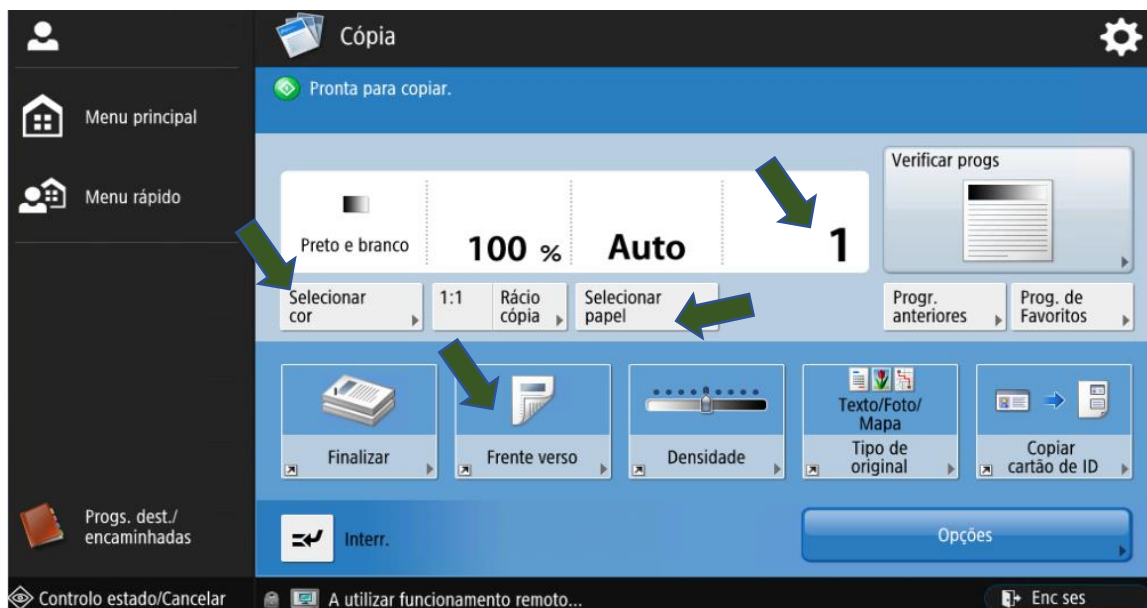 Cópia
Pronta para copiar.
Menu principal
Menu rápido
Verificar progs
Preto e branco
100 %
Auto
1
Selecionar
cor
1:1
Rácio
cópia
Selecionar
papel
Progr.
anteriores
Prog. de
Favoritos
Finalizar
Frente verso
Densidade
Texto/Foto/
Mapa
Tipo de
original
Copiar
cartão de ID
Progs. dest./
encaminhadas
Interr.
Opções
Controlo estado/Cancelar
A utilizar funcionamento remoto...
Enc ses